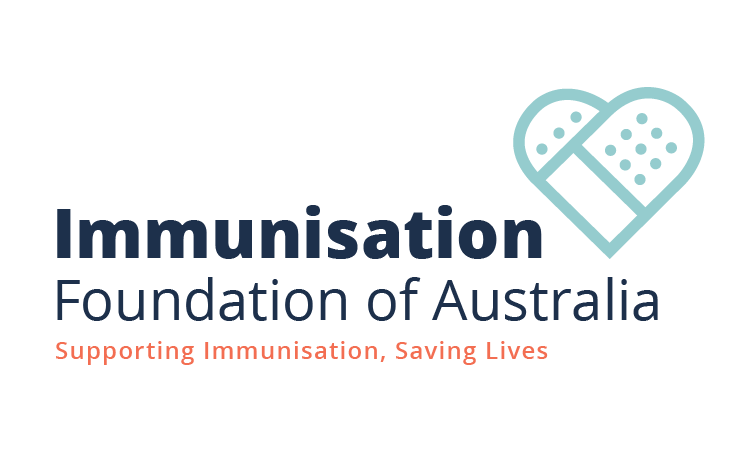 Immunisation
Foundation of Australia
Supporting Immunisation, Saving Lives